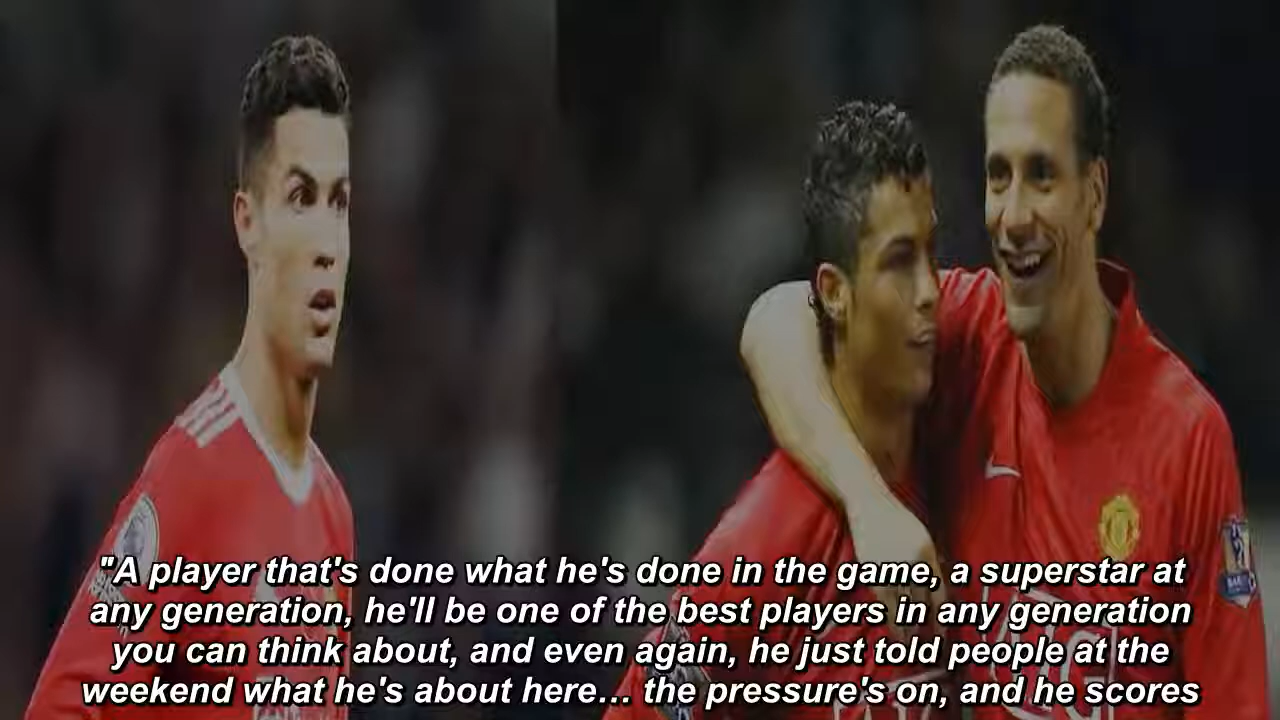 "A player that's done what he's done in the game, a superstar at
any generation, he'll be one of the best players in any generation
you can think about, and even again, he just told people at the
weekend what he's about here... the pressure's on, and he scores